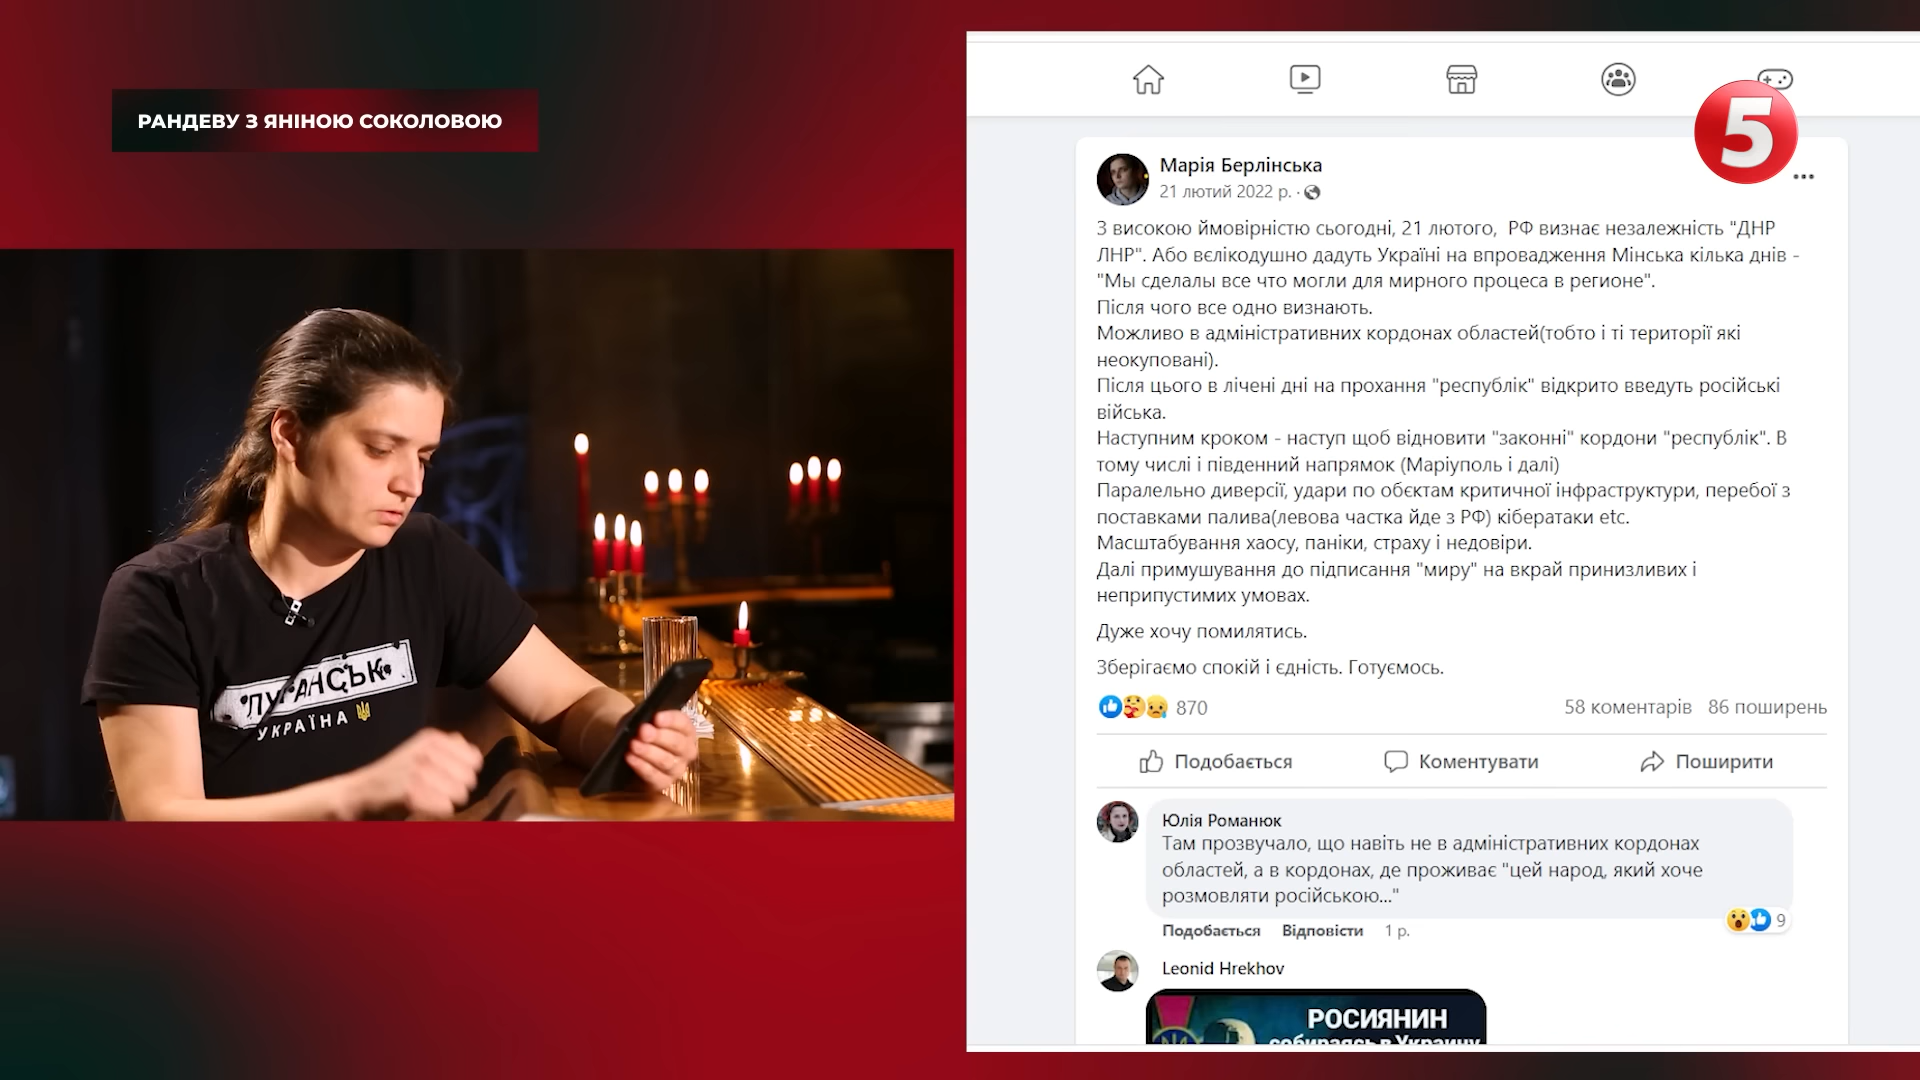 РАНДЕВУ З ЯНІНОЮ СОКОЛОВОЮ
ЛУГАНСЬК
УКРАЇНА
5
Марія Берлінська
21 лютий 2022 р. ·
З високою ймовірністю сьогодні, 21 лютого, РФ визнає незалежність "ДНР
ЛНР". Або вєлікодушно дадуть Україні на впровадження Мінська кілька днів -
"Мы сделалы все что могли для мирного процеса в регионе".
Після чого все одно визнають.
Можливо в адміністративних кордонах областей(тобто і ті території які
неокуповані).
Після цього в лічені дні на прохання "республік" відкрито введуть російські
війська.
Наступним кроком - наступ щоб відновити "законні" кордони "республік". В
тому числі і південний напрямок (Маріуполь і далі)
Паралельно диверсії, удари по обєктам критичної інфраструктури, перебої з
поставками палива(левова частка йде з РФ) кібератаки etc.
Масштабування хаосу, паніки, страху і недовіри.
Далі примушування до підписання "миру" на вкрай принизливих і
неприпустимих умовах.
Дуже хочу помилятись.
Зберігаємо спокій і єдність. Готуємось.
870
58 коментарів 86 поширень
Подобається Коментувати Поширити
Юлія Романюк
Там прозвучало, що навіть не в адміністративних кордонах
областей, а в кордонах, де проживає "цей народ, який хоче
розмовляти російською..."
9
Подобається Відповісти 1 р.
Leonid Hrekhov
РОСИЯНИН
собираясь в Украину